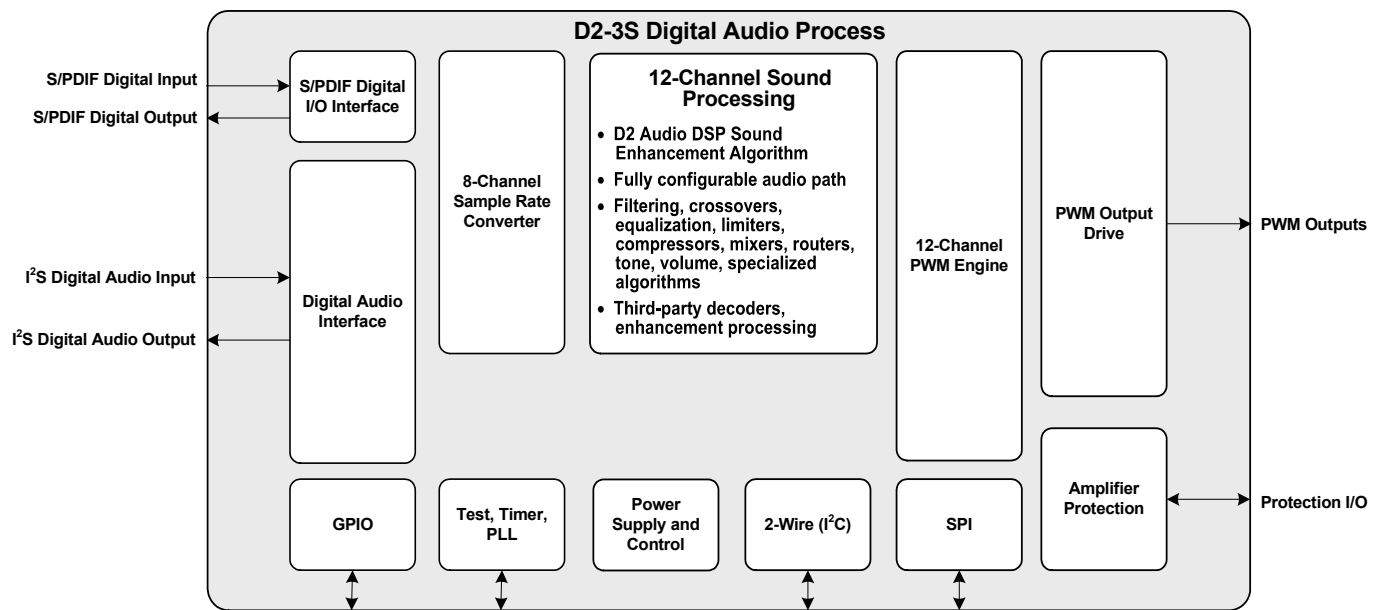 D2-3S Digital Audio Process
S/PDIF Digital Input
S/PDIF Digital Output
S/PDIF Digital
I/O Interface
I²S Digital Audio Input
I²S Digital Audio Output
Digital Audio
Interface
8-Channel
Sample Rate
Converter
12-Channel Sound
Processing
• D2 Audio DSP Sound
Enhancement Algorithm
• Fully configurable audio path
• Filtering, crossovers,
equalization, limiters,
compressors, mixers, routers,
tone, volume, specialized
algorithms
• Third-party decoders,
enhancement processing
12-Channel
PWM Engine
PWM Output
Drive
PWM Outputs
Amplifier
Protection
Protection I/O
GPIO
Test, Timer,
PLL
Power
Supply and
Control
2-Wire (I²C)
SPI